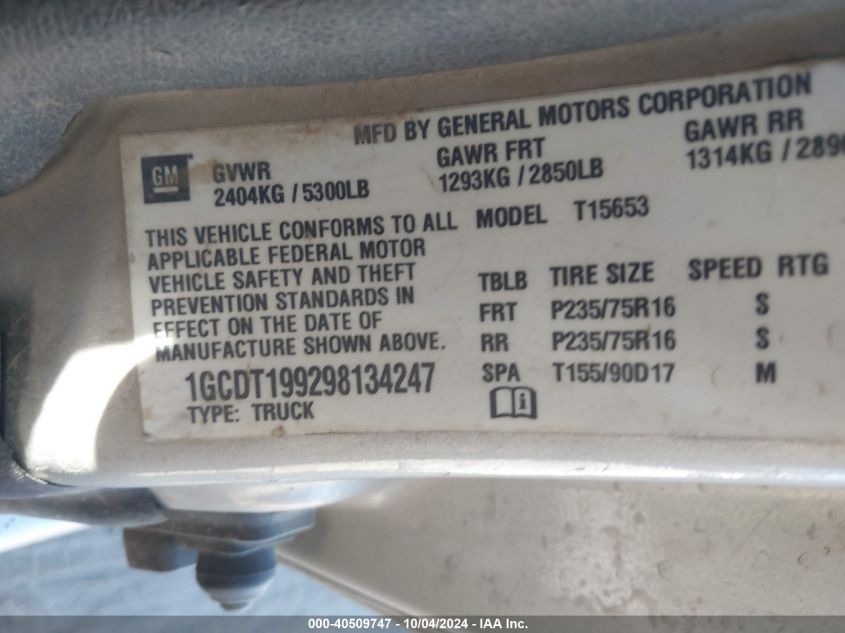 MFD BY GENERAL MOTORS CORPORATION
GM
GVWR
2404KG / 5300LB
GAWR FRT
1293KG / 2850LB
GAWR RR
1314KG / 289
THIS VEHICLE CONFORMS TO ALL
APPLICABLE FEDERAL MOTOR
VEHICLE SAFETY AND THEFT
PREVENTION STANDARDS IN
EFFECT ON THE DATE OF
MANUFACTURE SHOWN ABOVE.
1GCDT199298134247
TYPE: TRUCK
MODEL T15653
TBLB TIRE SIZE SPEED RTG
FRT P235/75R16 S
RR P235/75R16 S
SPA T155/90D17 M
000-40509747 - 10/04/2024 - IAA Inc.